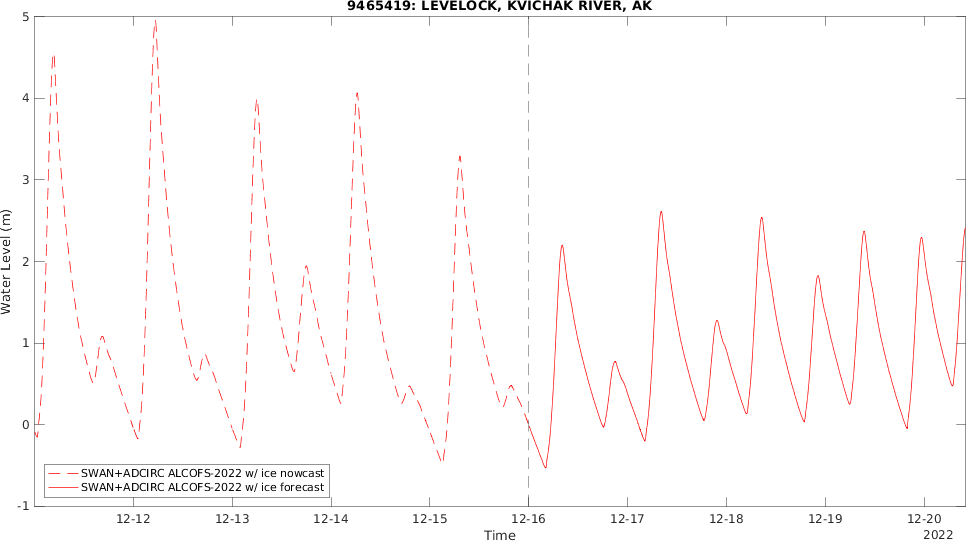 9465419: LEVELOCK, KVICHAK RIVER, AK
5
4
3
2
1
0
-1
Water Level (m)
SWAN+ADCIRC ALCOFS-2022 w/ ice nowcast
SWAN+ADCIRC ALCOFS-2022 w/ ice forecast
12-12 12-13 12-14 12-15 12-16 12-17 12-18 12-19 12-20
Time
2022